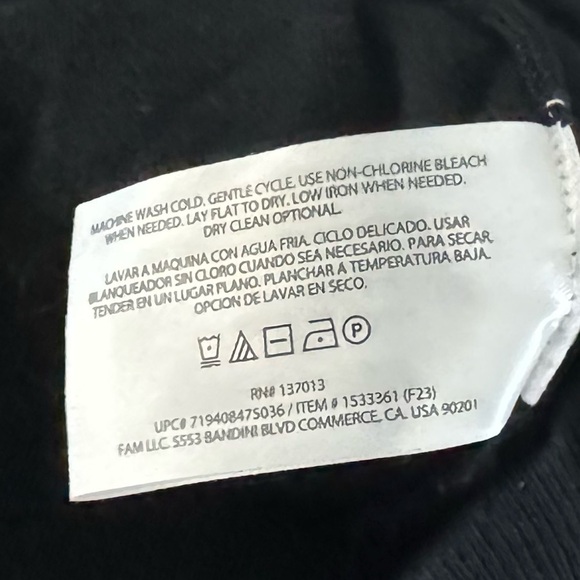 MACHINE WASH COLD, GENTLE CYCLE, USE NON-CHLORINE BLEACH
WHEN NEEDED. LAY FLAT TO DRY. LOW IRON WHEN NEEDED.
DRY CLEAN OPTIONAL.
LAVAR A MAQUINA CON AGUA FRIA. CICLO DELICADO. USAR
BLANQUEADOR SIN CLORO CUANDO SEA NECESARIO. PARA SECAR,
TENDER EN UN LUGAR PLANO. PLANCHAR A TEMPERATURA BAJA.
OPCION DE LAVAR EN SECO.
P
RN# 137013
UPC# 719408475036 / ITEM # 1533361 (F23)
FAM LLC. 5553 BANDINI BLVD COMMERCE, CA. USA 90201